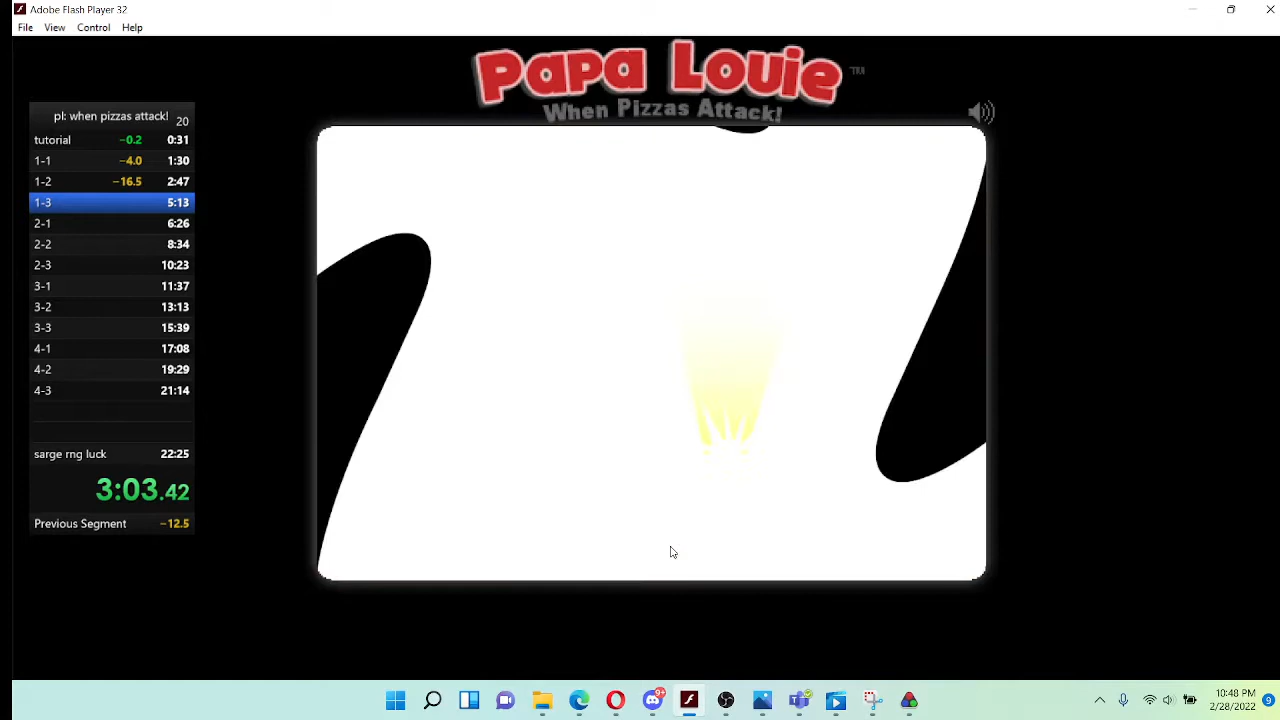 Adobe Flash Player 32
File View Control Help
Papa Louie™
When Pizzas Attack!
pl: when pizzas attack! 20
tutorial −0.2 0:31
1-1 −4.0 1:30
1-2 −16.5 2:47
1-3 5:13
2-1 6:26
2-2 8:34
2-3 10:23
3-1 11:37
3-2 13:13
3-3 15:39
4-1 17:08
4-2 19:29
4-3 21:14
sarge rng luck 22:25
3:03.42
Previous Segment −12.5
9+
10:48 PM
2/28/2022
9